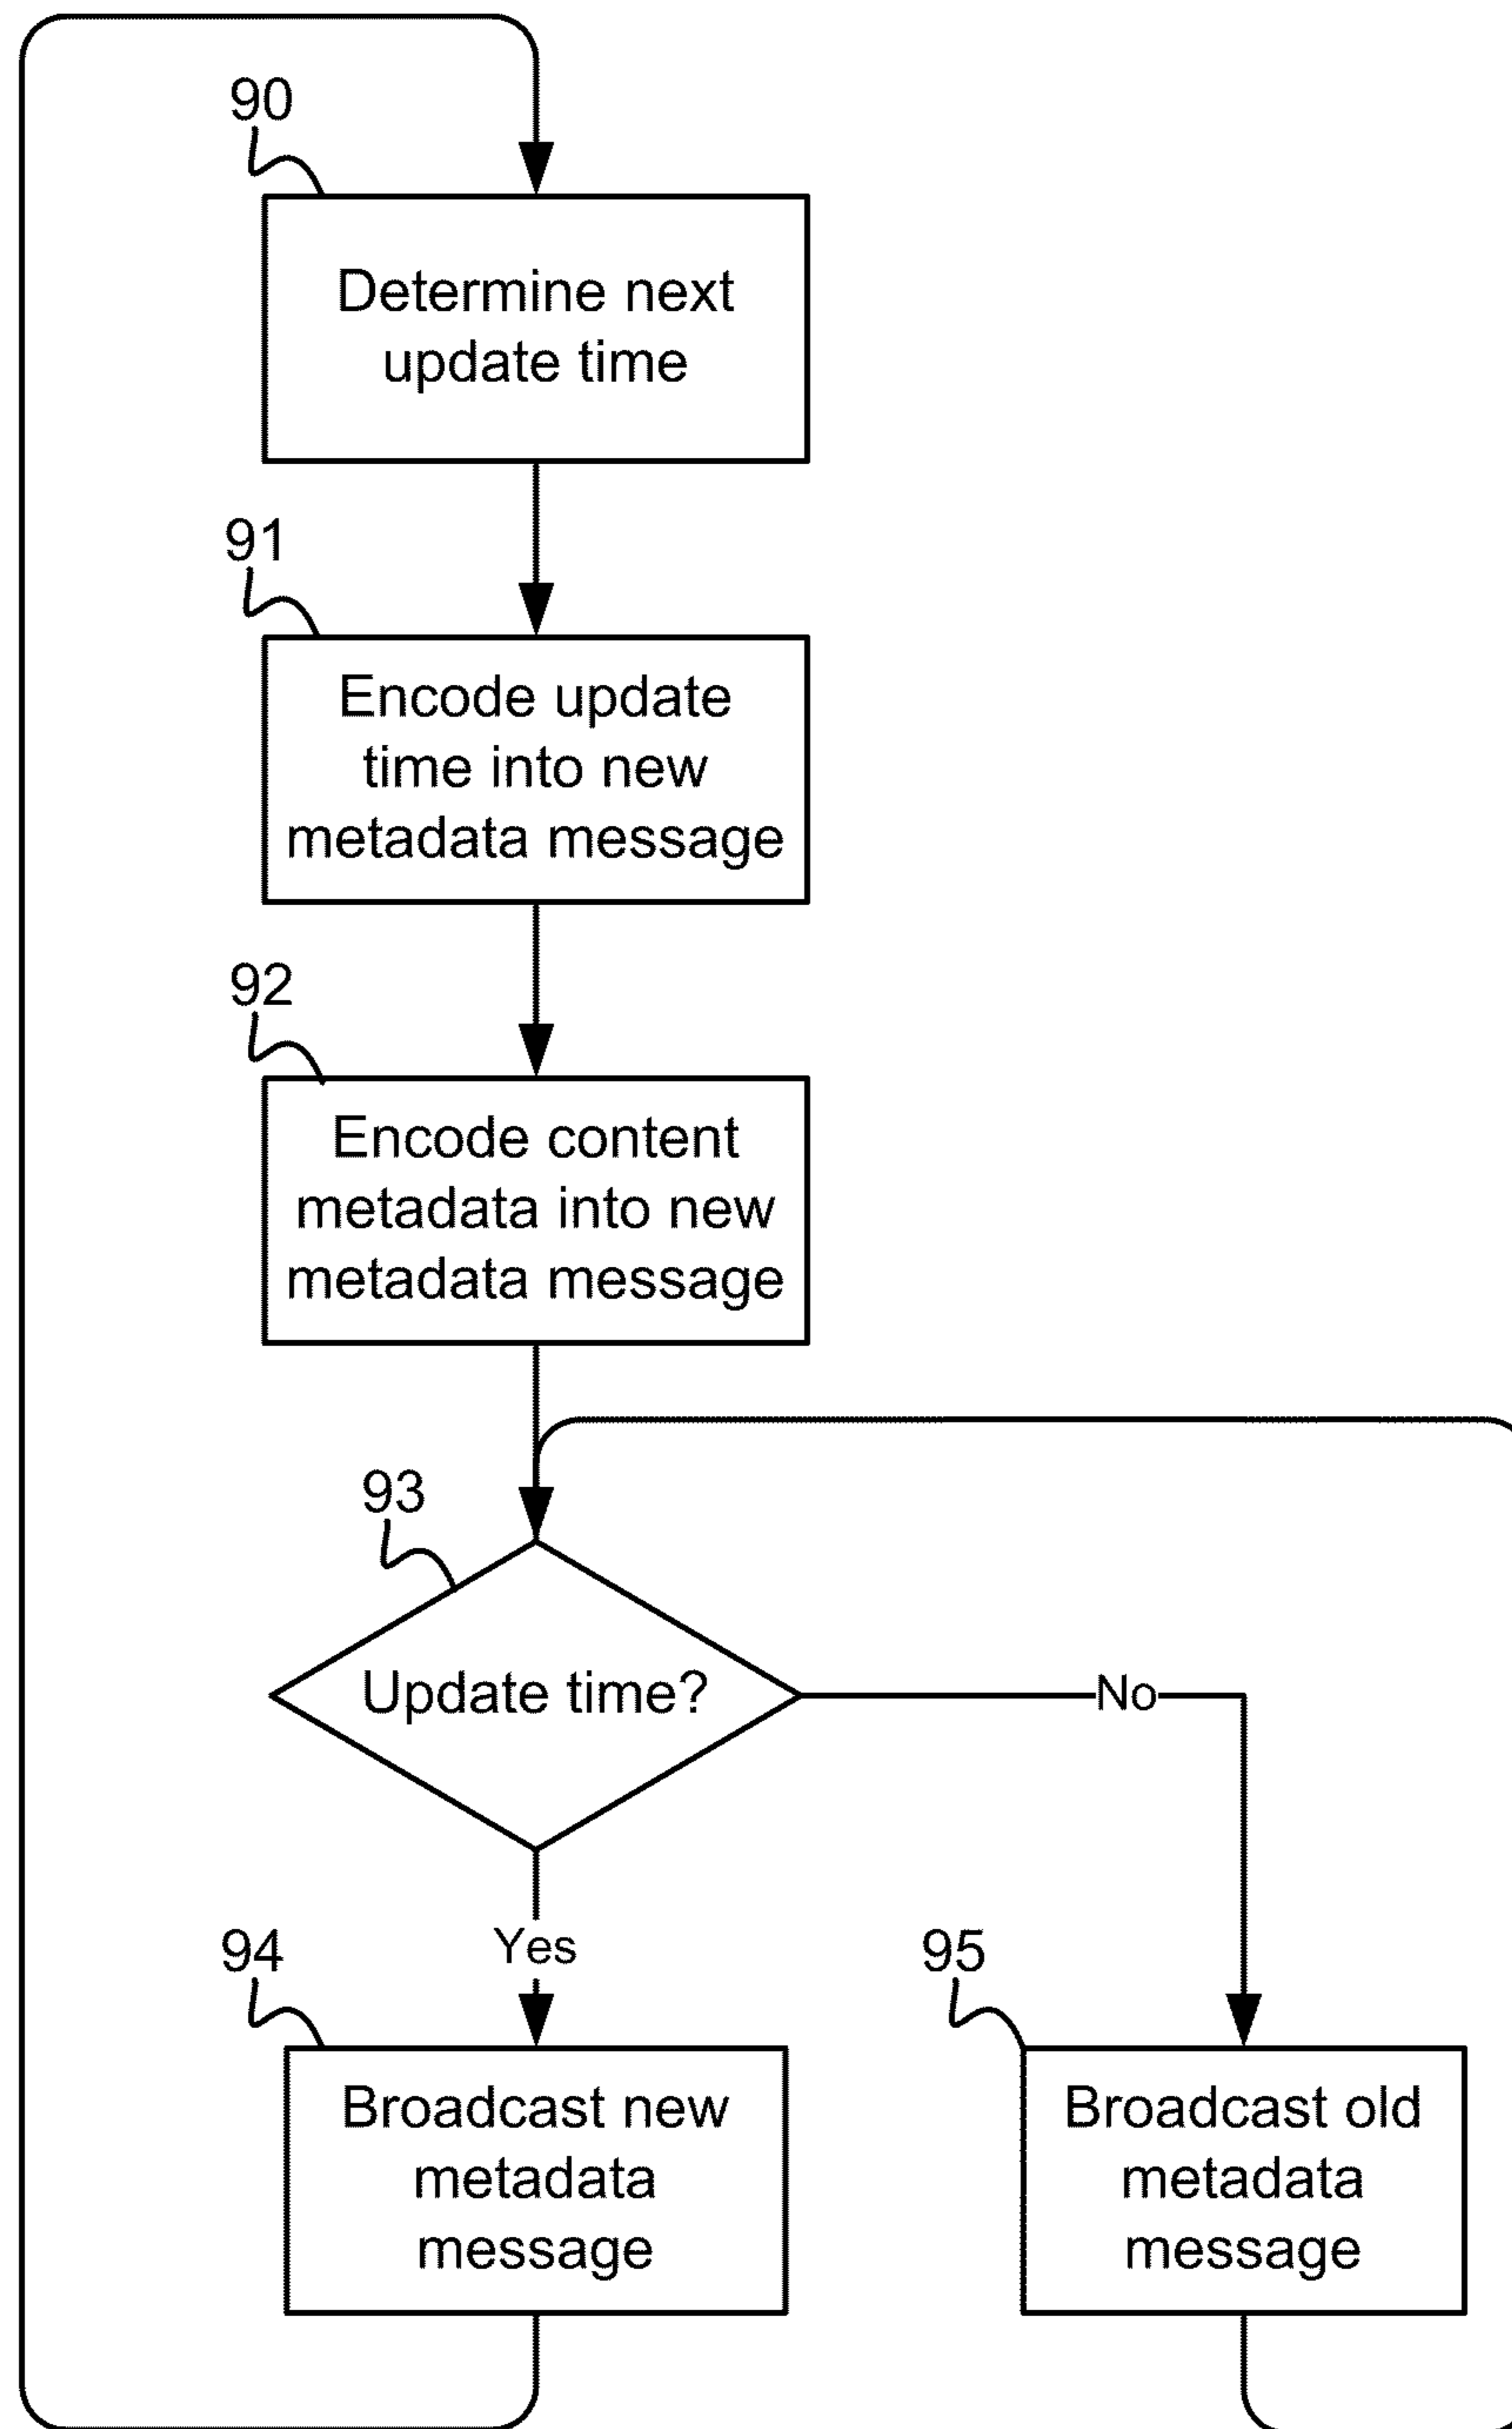 90
Determine next
update time
91
Encode update
time into new
metadata message
92
Encode content
metadata into new
metadata message
93
Update time?
No
Yes
94
Broadcast new
metadata
message
95
Broadcast old
metadata
message